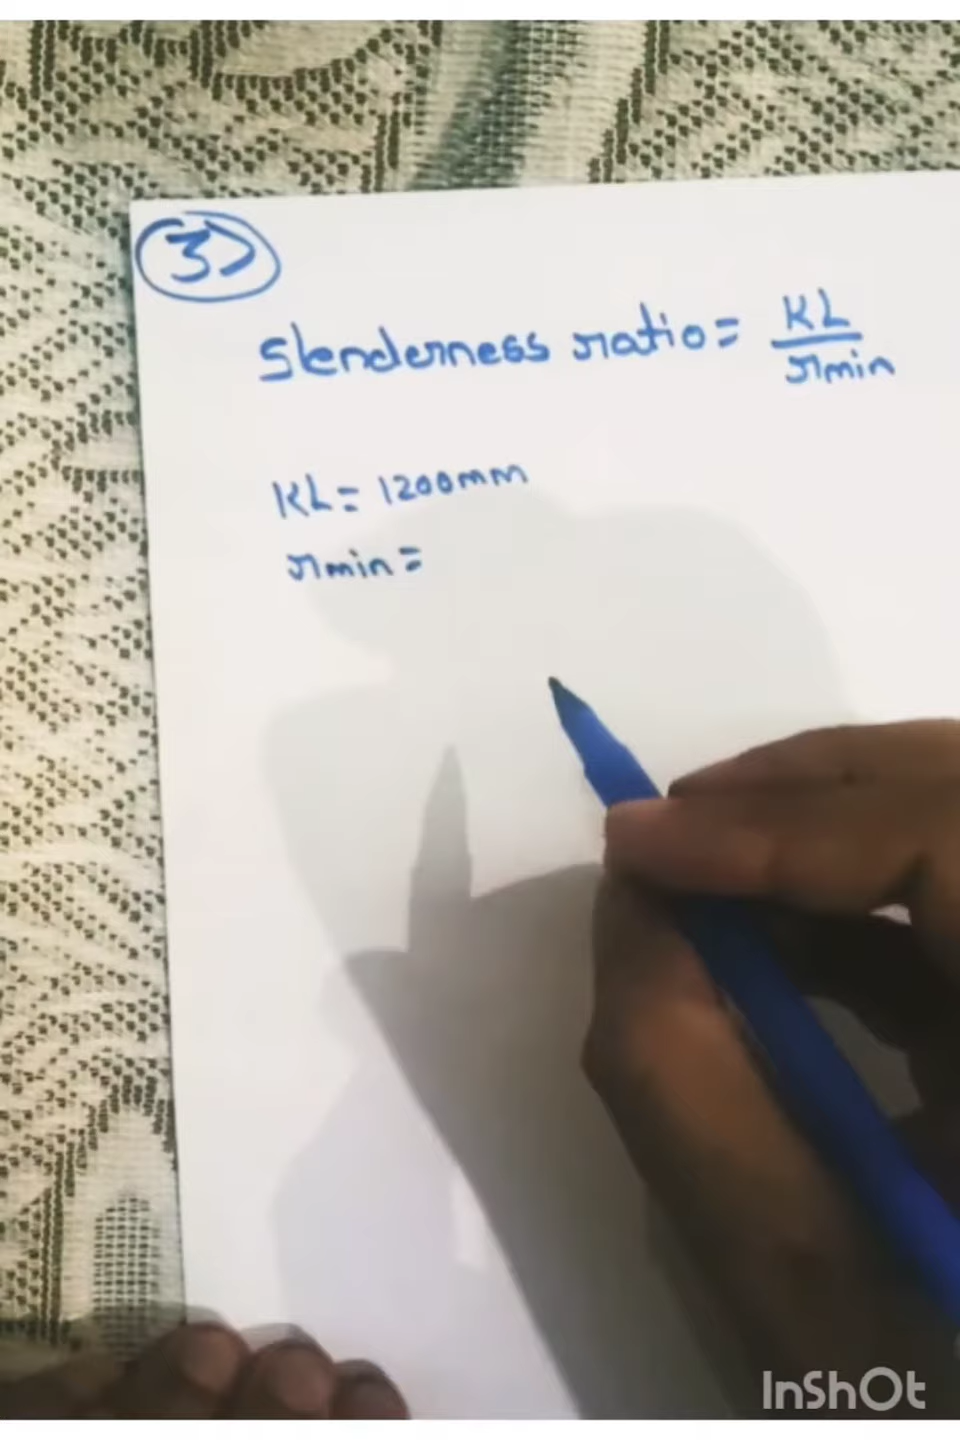 3>
Slenderness ratio = KL / rmin
KL = 1200mm
rmin =
InShOt